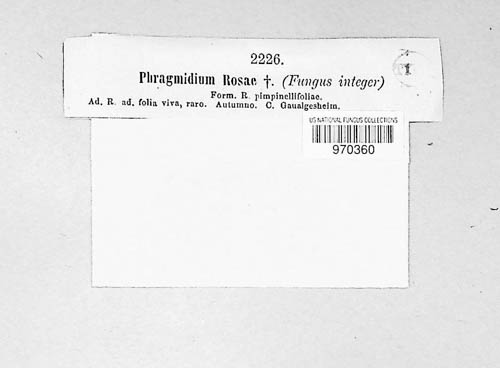 2226.
Phragmidium Rosae †. (Fungus integer)
Form. R. pimpinellifoliae.
Ad. R. ad. folia viva, raro. Autumno. C. Gaualgesheim.
US NATIONAL FUNGUS COLLECTIONS
970360